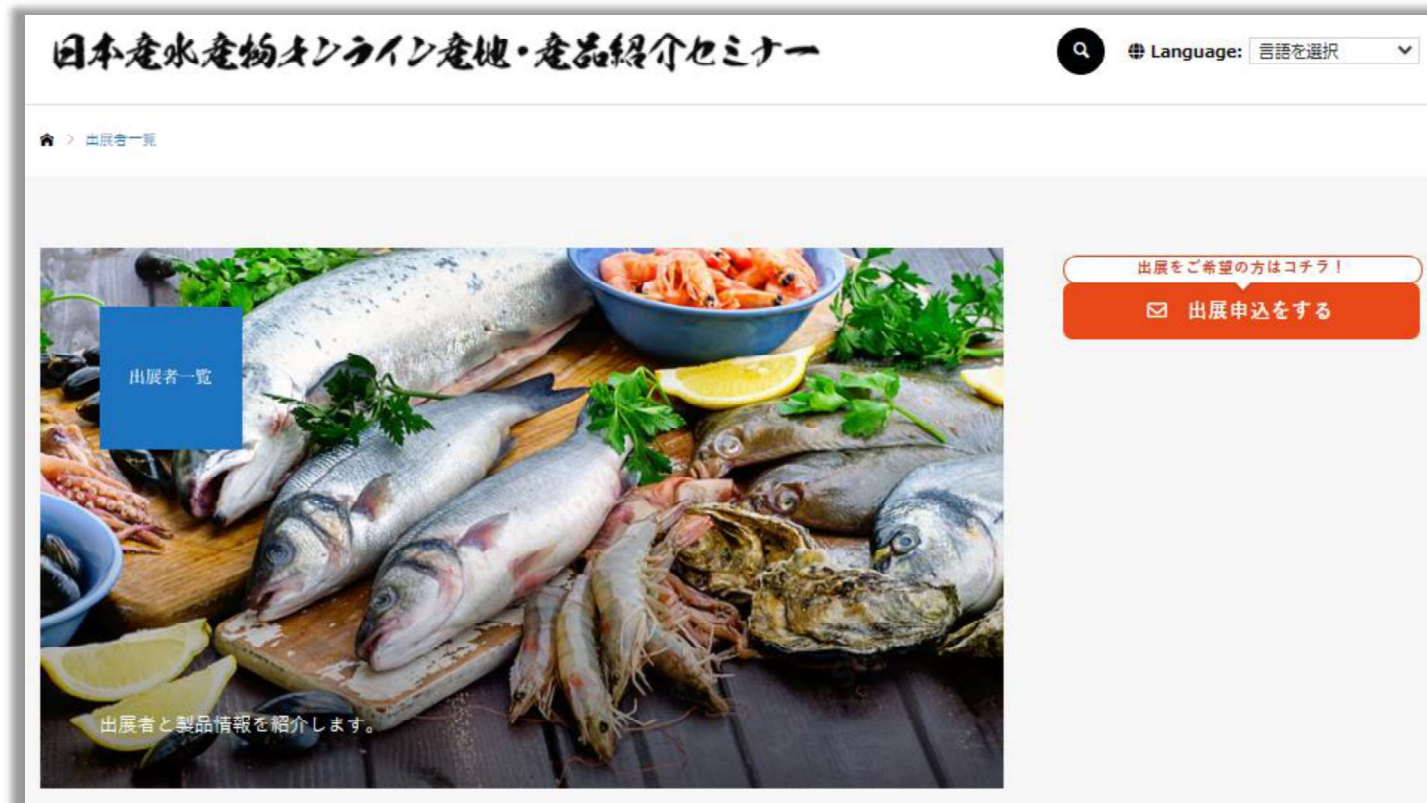 日本産水産物オンライン産地・産品紹介セミナー
Language: 言語を選択
出展者一覧
出展をご希望の方はコチラ！
出展申込をする
出展者一覧
出展者と製品情報を紹介します。